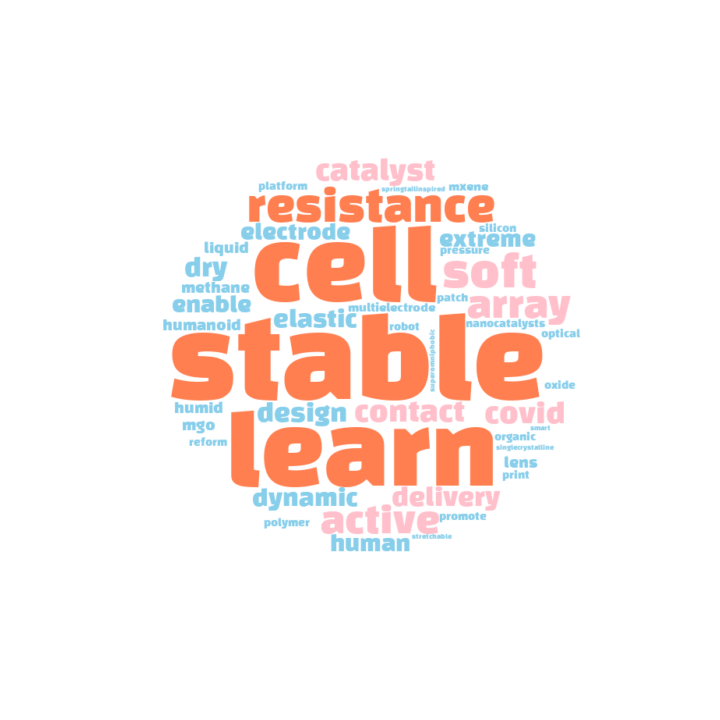 catalyst
platform
springtailinspired
mxene
resistance
electrode
silicon
extreme
liquid
pressure
cell
dry
soft
methane
patch
array
enable
multielectrode
elastic
humanoid
robot
nanocatalysts
optical
stable
superomniphobic
oxide
humid
design
contact
covid
mgo
learn
smart
organic
reform
singlecrystalline
lens
print
dynamic
delivery
active
promote
polymer
human
stretchable